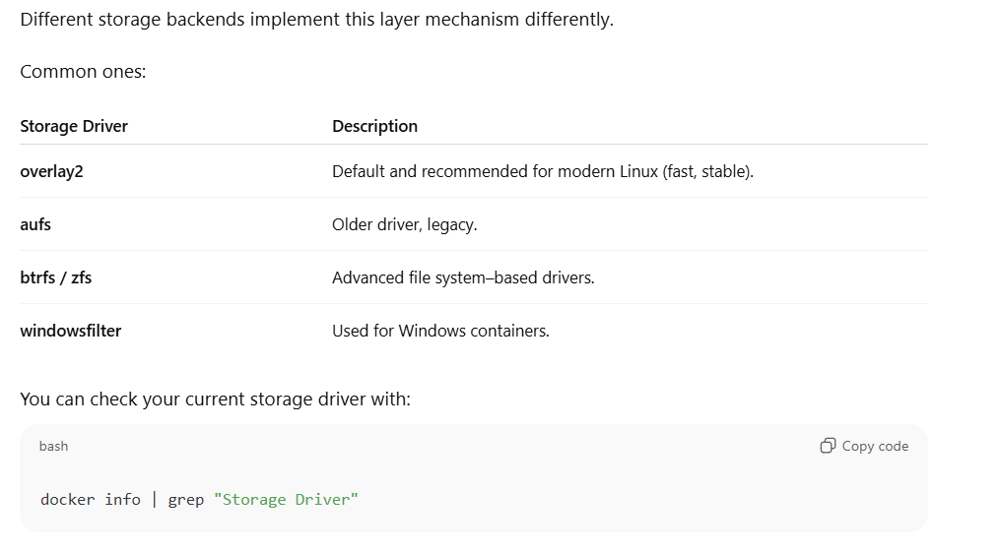 Different storage backends implement this layer mechanism differently.
Common ones:
Storage Driver Description
overlay2 Default and recommended for modern Linux (fast, stable).
aufs Older driver, legacy.
btrfs / zfs Advanced file system–based drivers.
windowsfilter Used for Windows containers.
You can check your current storage driver with:
bash Copy code
docker info | grep "Storage Driver"